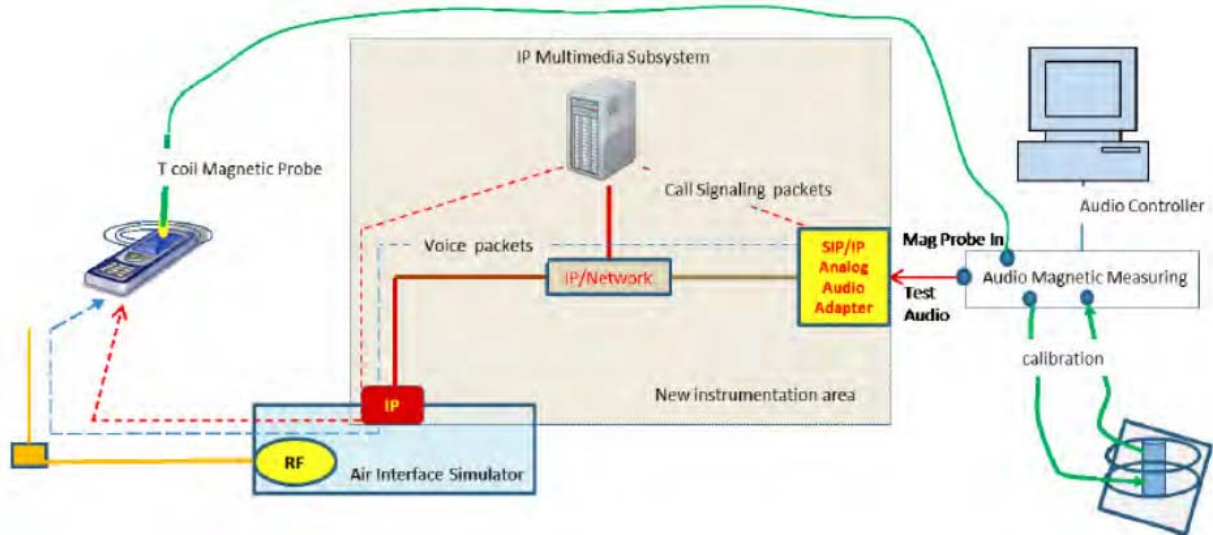 IP Multimedia Subsystem
T coil Magnetic Probe
Call Signaling packets
Audio Controller
Voice packets
SIP/IP
Analog
Audio
Adapter
Mag Probe In
IP/Network
Audio Magnetic Measuring
Test
Audio
calibration
New instrumentation area
IP
RF
Air Interface Simulator